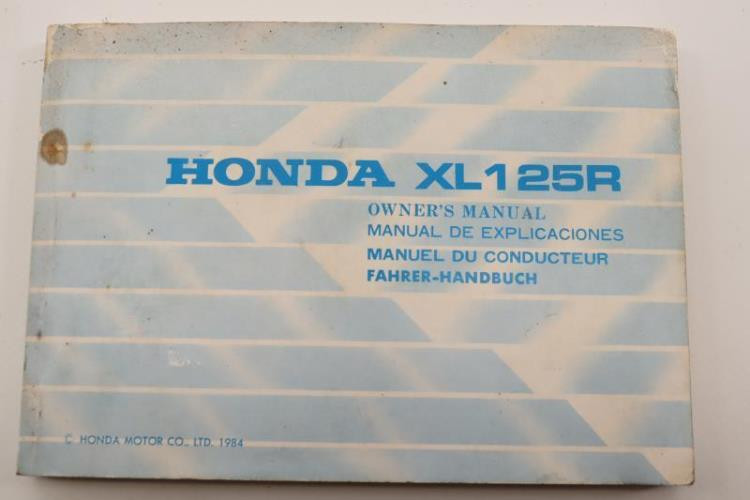 HONDA XL125R
OWNER'S MANUAL
MANUAL DE EXPLICACIONES
MANUEL DU CONDUCTEUR
FAHRER-HANDBUCH
© HONDA MOTOR CO., LTD. 1984